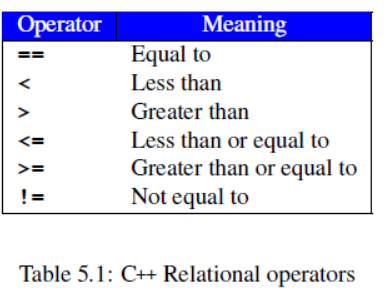 Operator Meaning
== Equal to
< Less than
> Greater than
<= Less than or equal to
>= Greater than or equal to
!= Not equal to
Table 5.1: C++ Relational operators